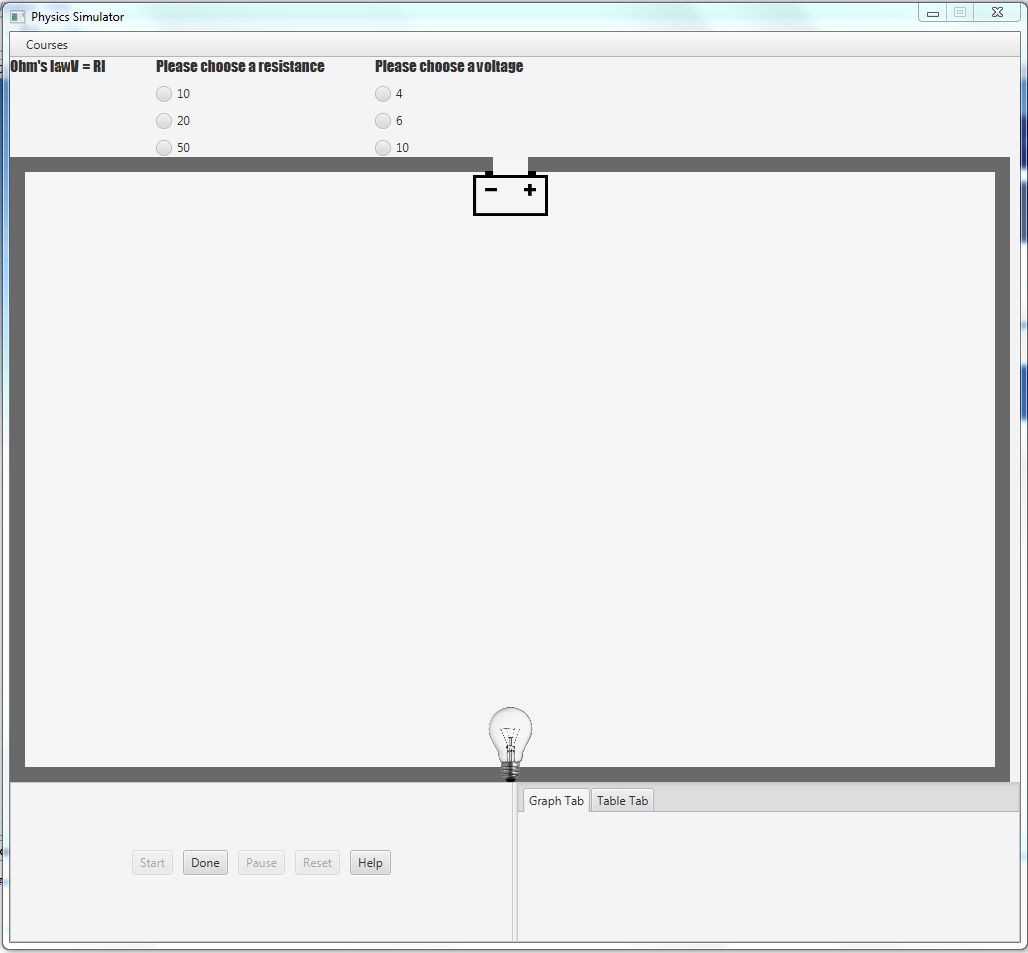 Physics Simulator
Courses
Ohm's lawV = RI Please choose a resistance Please choose a voltage
10 4
20 6
50 10
− +
Graph Tab Table Tab
Start Done Pause Reset Help